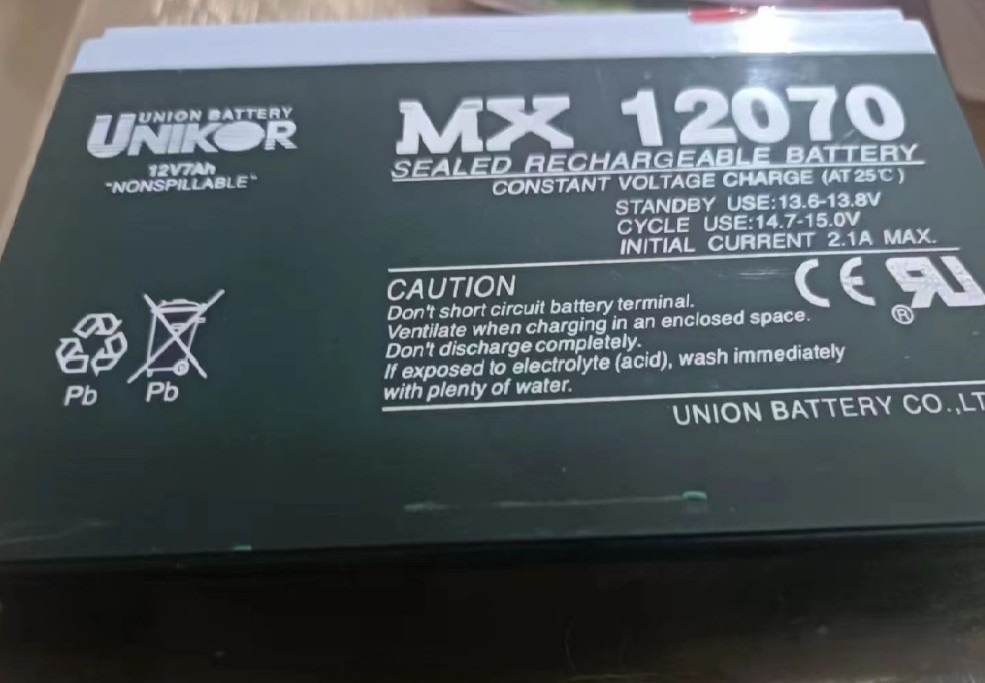 UNION BATTERY
UNIKOR
12V7Ah
"NONSPILLABLE"
MX 12070
SEALED RECHARGEABLE BATTERY
CONSTANT VOLTAGE CHARGE (AT 25℃)
STANDBY USE:13.6-13.8V
CYCLE USE:14.7-15.0V
INITIAL CURRENT 2.1A MAX.
CE
RU
®
CAUTION
Don't short circuit battery terminal.
Ventilate when charging in an enclosed space.
Don't discharge completely.
If exposed to electrolyte (acid), wash immediately
with plenty of water.
Pb
Pb
UNION BATTERY CO.,LT